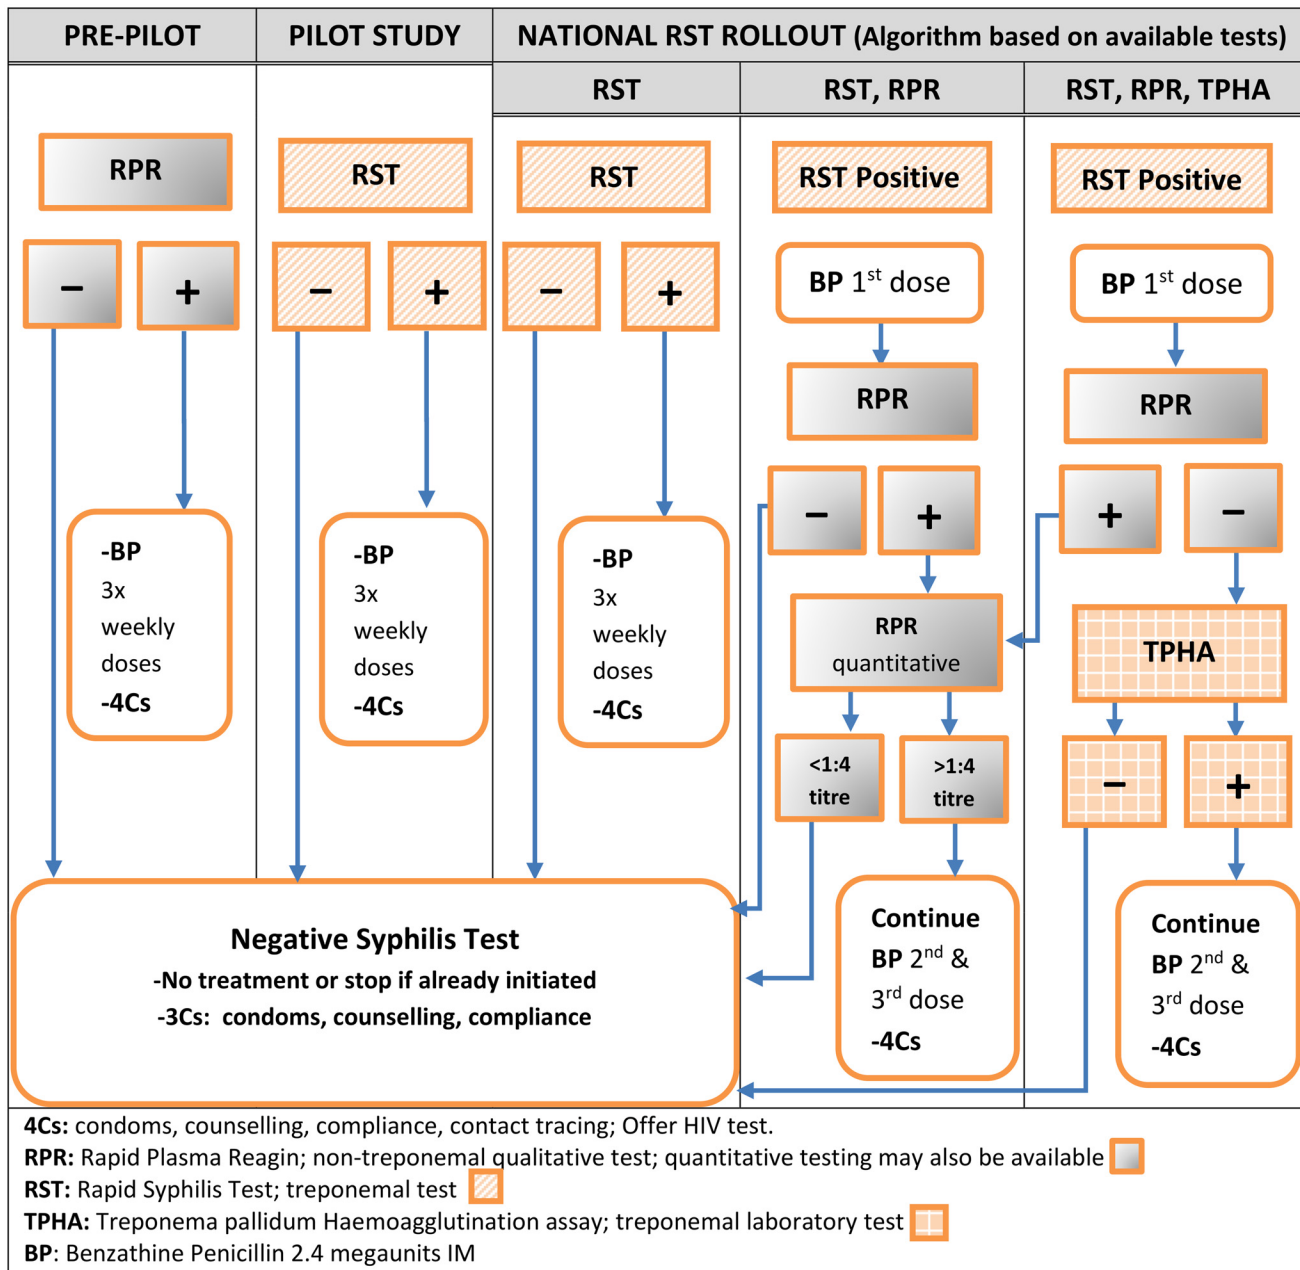 PRE-PILOT
PILOT STUDY
NATIONAL RST ROLLOUT (Algorithm based on available tests)
RST
RST, RPR
RST, RPR, TPHA
RPR
−
+
-BP
3x
weekly
doses
-4Cs
RST
−
+
-BP
3x
weekly
doses
-4Cs
RST
−
+
-BP
3x
weekly
doses
-4Cs
RST Positive
BP 1st dose
RPR
−
+
RPR
quantitative
<1:4
titre
>1:4
titre
Continue
BP 2nd &
3rd dose
-4Cs
RST Positive
BP 1st dose
RPR
+
−
TPHA
−
+
Continue
BP 2nd &
3rd dose
-4Cs
Negative Syphilis Test
-No treatment or stop if already initiated
-3Cs: condoms, counselling, compliance
4Cs: condoms, counselling, compliance, contact tracing; Offer HIV test.
RPR: Rapid Plasma Reagin; non-treponemal qualitative test; quantitative testing may also be available
RST: Rapid Syphilis Test; treponemal test
TPHA: Treponema pallidum Haemoagglutination assay; treponemal laboratory test
BP: Benzathine Penicillin 2.4 megaunits IM